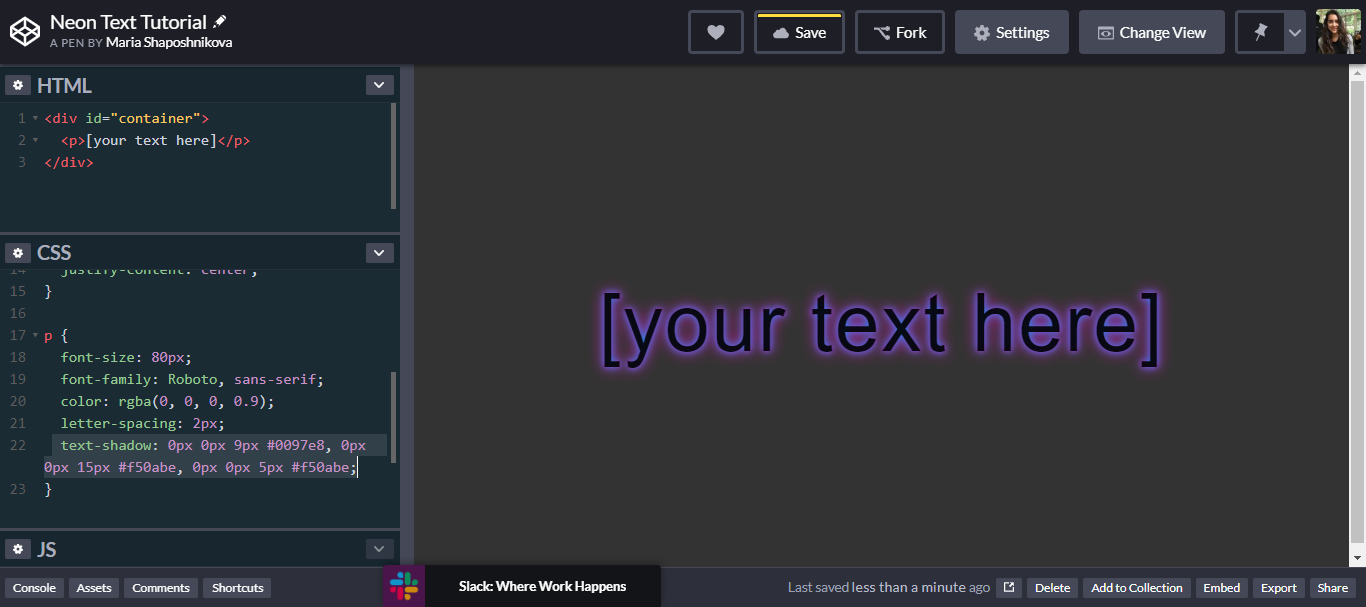 Neon Text Tutorial
A PEN BY Maria Shaposhnikova
Save
Fork
Settings
Change View
HTML
1 <div id="container">
2 <p>[your text here]</p>
3 </div>
CSS
14 justify-content: center;
15 }
16
17 p {
18 font-size: 80px;
19 font-family: Roboto, sans-serif;
20 color: rgba(0, 0, 0, 0.9);
21 letter-spacing: 2px;
22 text-shadow: 0px 0px 9px #0097e8, 0px
0px 15px #f50abe, 0px 0px 5px #f50abe;
23 }
JS
[your text here]
Console
Assets
Comments
Shortcuts
Slack: Where Work Happens
Last saved less than a minute ago
Delete
Add to Collection
Embed
Export
Share